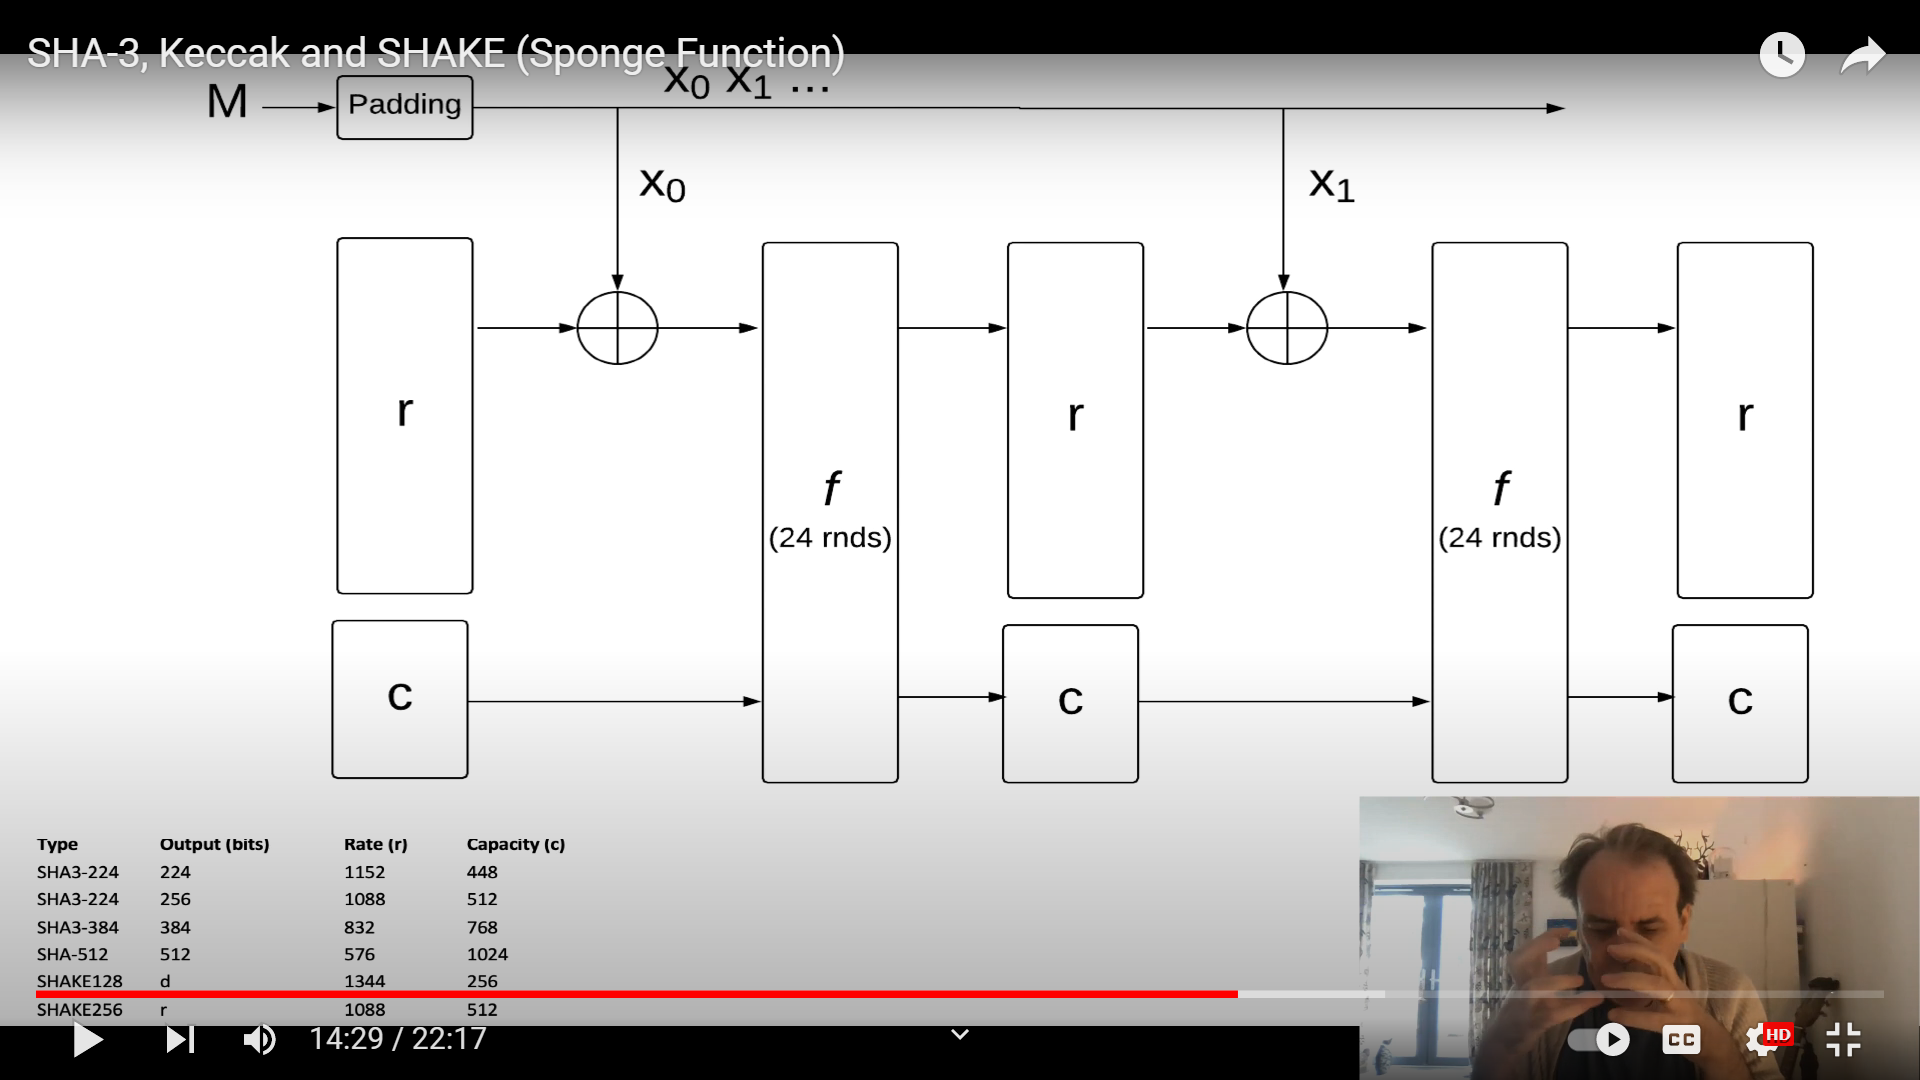 SHA-3, Keccak and SHAKE (Sponge Function)
x0 x1 ...
M
Padding
x0
x1
r
r
r
f
(24 rnds)
f
(24 rnds)
c
c
c
Type Output (bits) Rate (r) Capacity (c)
SHA3-224 224 1152 448
SHA3-224 256 1088 512
SHA3-384 384 832 768
SHA-512 512 576 1024
SHAKE128 d 1344 256
SHAKE256 r 1088 512
14:29 / 22:17
CC
HD